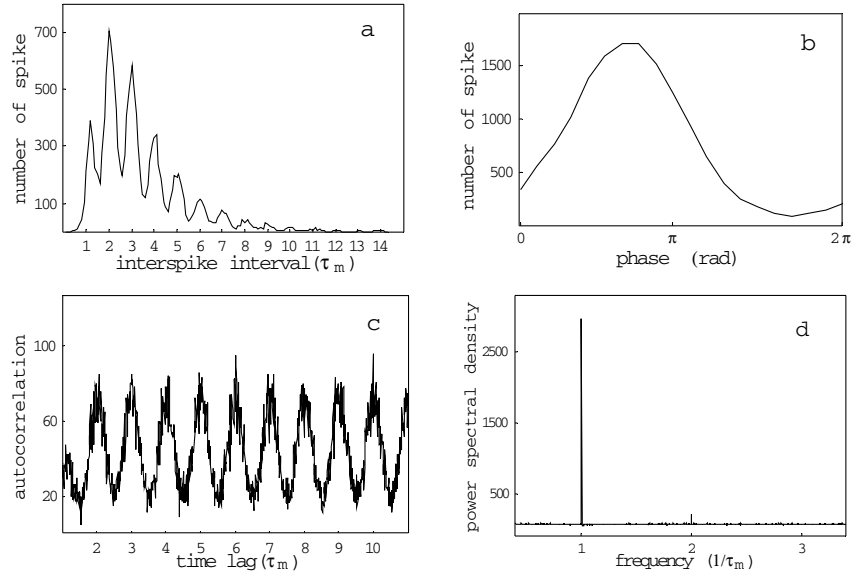 a
number of spike
700
500
300
100
1 2 3 4 5 6 7 8 9 10 11 12 13 14
interspike interval(τm)
b
number of spike
1500
1000
500
0 π 2π
phase (rad)
c
autocorrelation
100
60
20
2 3 4 5 6 7 8 9 10
time lag(τm)
d
power spectral density
2500
1500
500
1 2 3
frequency (1/τm)